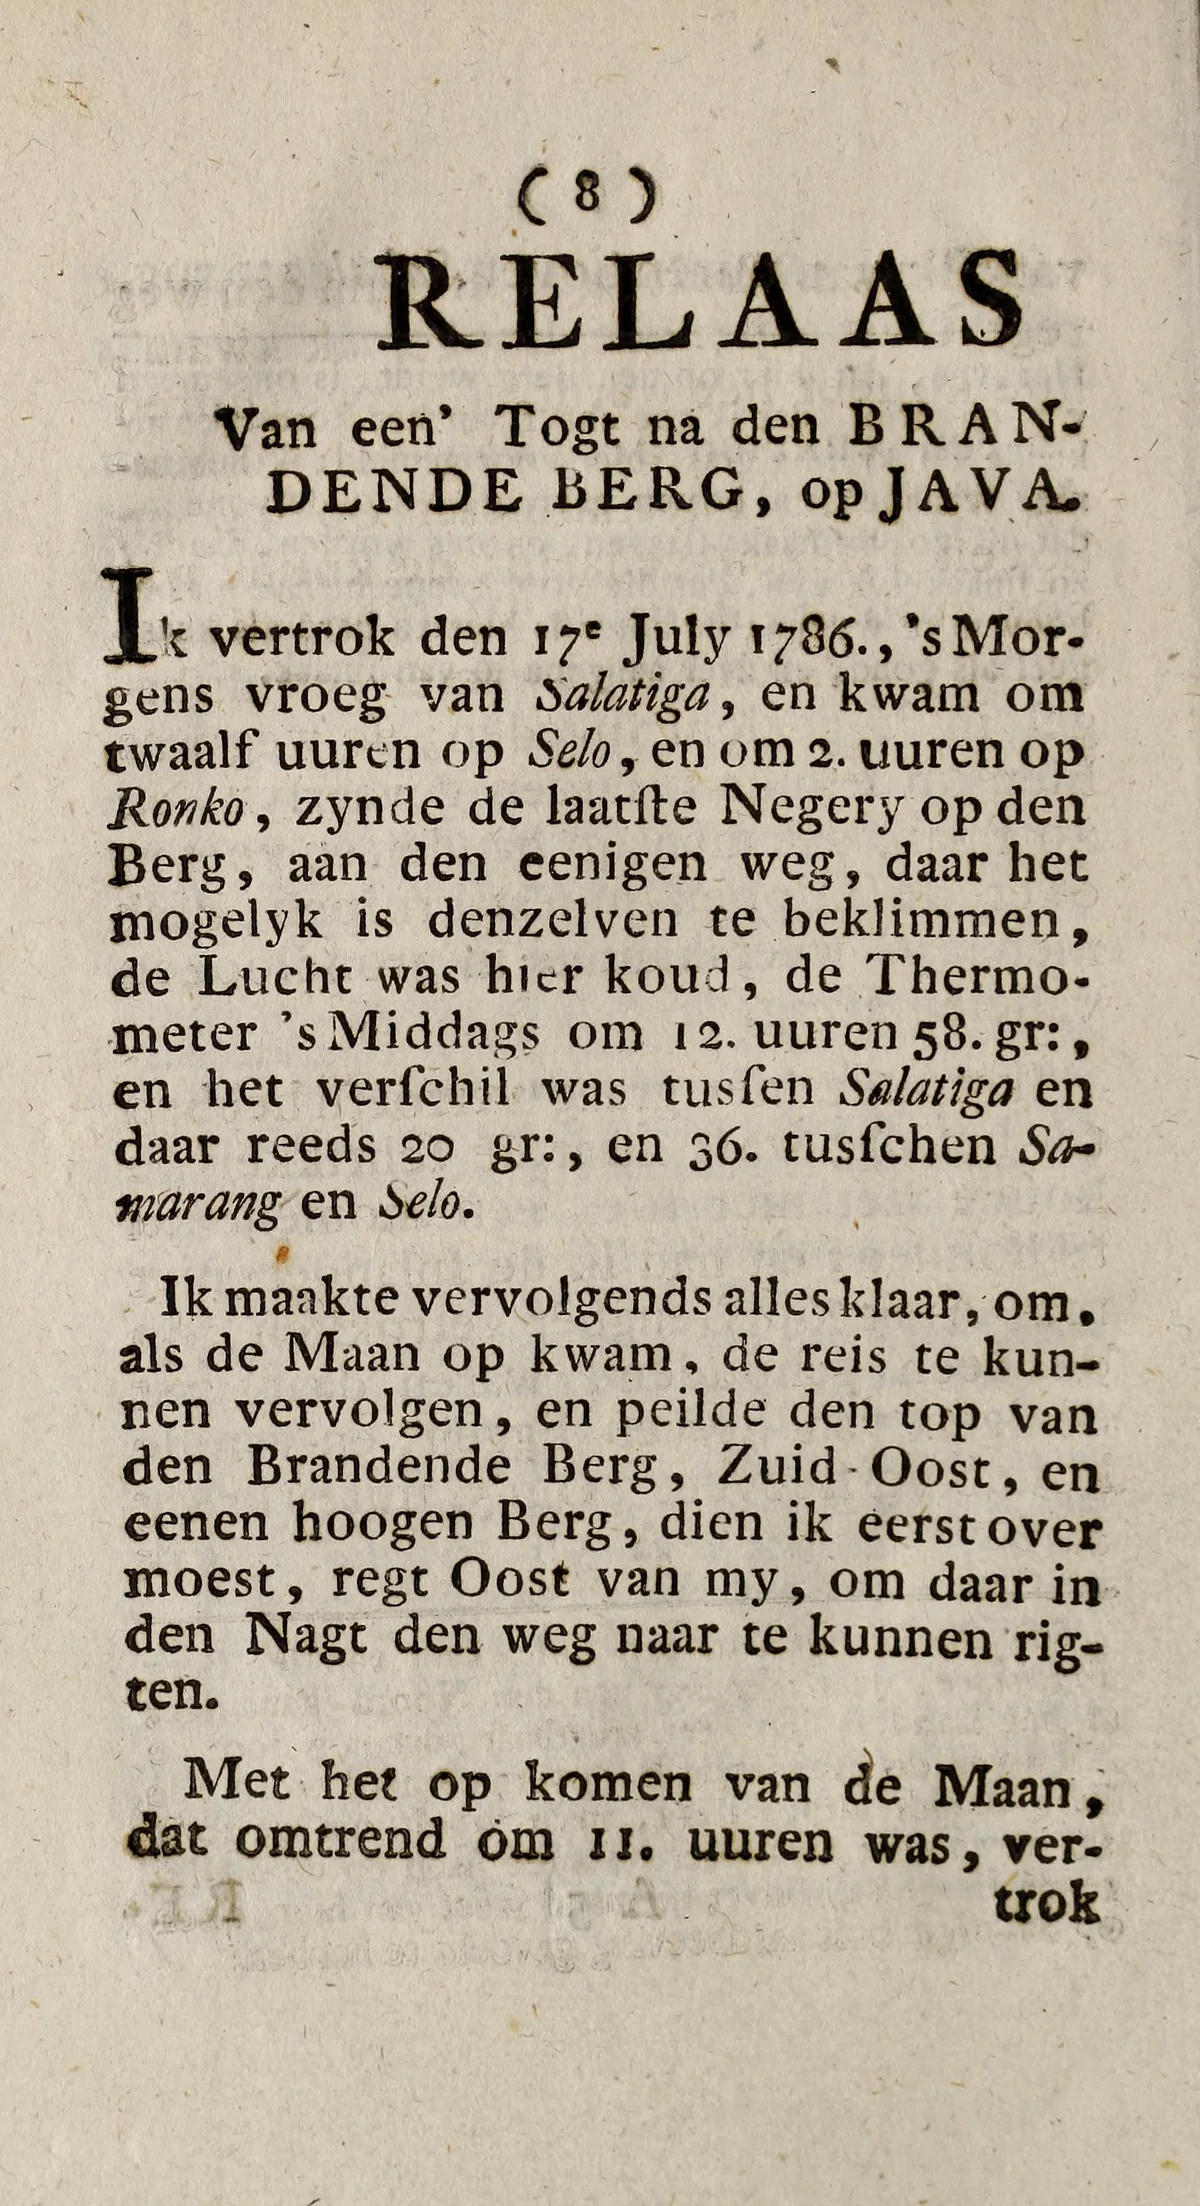 ( 8 )
RELAAS
Van een' Togt na den BRAN-
DENDE BERG, op JAVA.
Ik vertrok den 17e July 1786., 's Mor-
gens vroeg van Salatiga, en kwam om
twaalf uuren op Selo, en om 2. uuren op
Ronko, zynde de laatſte Negery op den
Berg, aan den eenigen weg, daar het
mogelyk is denzelven te beklimmen,
de Lucht was hier koud, de Thermo-
meter 's Middags om 12. uuren 58. gr:,
en het verſchil was tusſen Salatiga en
daar reeds 20 gr:, en 36. tusſchen Sa-
marang en Selo.
Ik maakte vervolgends alles klaar, om,
als de Maan op kwam, de reis te kun-
nen vervolgen, en peilde den top van
den Brandende Berg, Zuid-Oost, en
eenen hoogen Berg, dien ik eerst over
moest, regt Oost van my, om daar in
den Nagt den weg naar te kunnen rig-
ten.
Met het op komen van de Maan,
dat omtrend om 11. uuren was, ver-
trok